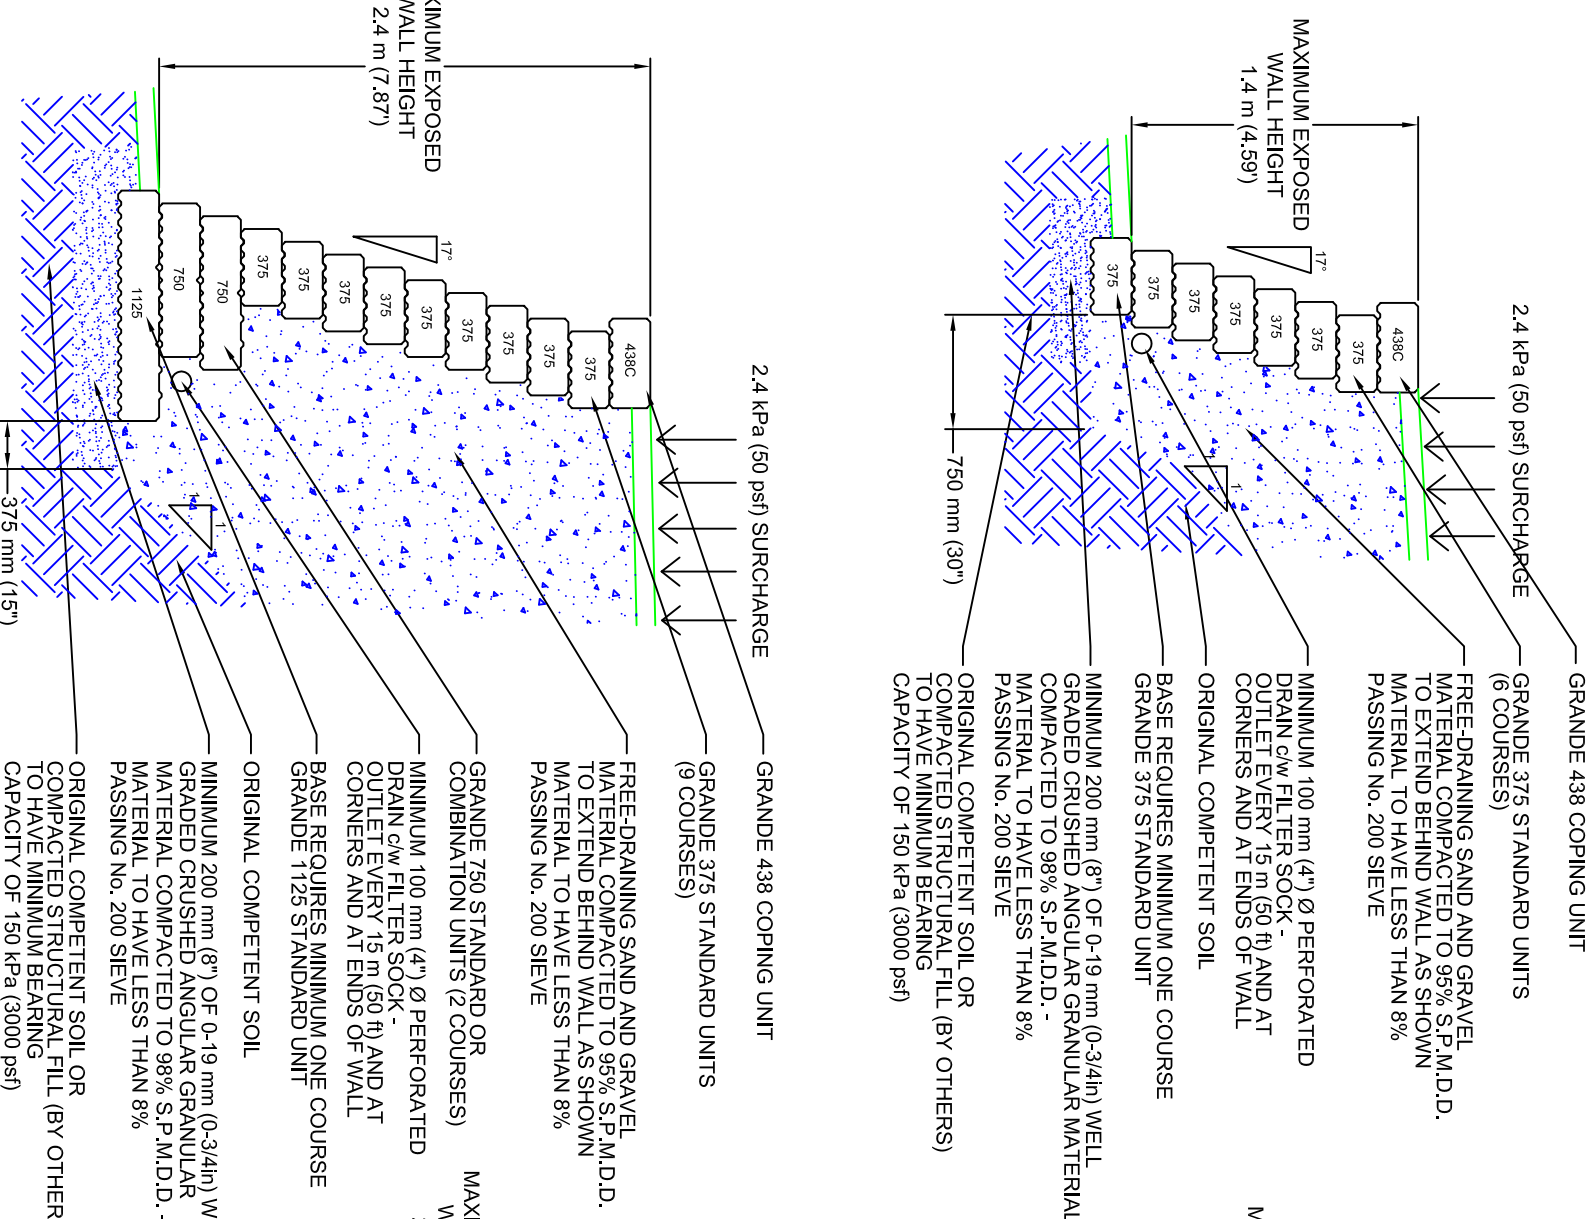 MAXIMUM EXPOSED
WALL HEIGHT
1.4 m (4.59')
17°
375
375
375
375
375
375
375
438C
2.4 kPa (50 psf) SURCHARGE
1
1
750 mm (30")
GRANDE 438 COPING UNIT
GRANDE 375 STANDARD UNITS
(6 COURSES)
FREE-DRAINING SAND AND GRAVEL
MATERIAL COMPACTED TO 95% S.P.M.D.D.
TO EXTEND BEHIND WALL AS SHOWN
MATERIAL TO HAVE LESS THAN 8%
PASSING No. 200 SIEVE
MINIMUM 100 mm (4") Ø PERFORATED
DRAIN c/w FILTER SOCK -
OUTLET EVERY 15 m (50 ft) AND AT
CORNERS AND AT ENDS OF WALL
ORIGINAL COMPETENT SOIL
BASE REQUIRES MINIMUM ONE COURSE
GRANDE 375 STANDARD UNIT
MINIMUM 200 mm (8") OF 0-19 mm (0-3/4in) WELL
GRADED CRUSHED ANGULAR GRANULAR MATERIAL
COMPACTED TO 98% S.P.M.D.D. -
MATERIAL TO HAVE LESS THAN 8%
PASSING No. 200 SIEVE
ORIGINAL COMPETENT SOIL OR
COMPACTED STRUCTURAL FILL (BY OTHERS)
TO HAVE MINIMUM BEARING
CAPACITY OF 150 kPa (3000 psf)
XIMUM EXPOSED
WALL HEIGHT
2.4 m (7.87')
17°
1125
750
750
375
375
375
375
375
375
375
375
375
438C
2.4 kPa (50 psf) SURCHARGE
1
1
375 mm (15")
GRANDE 438 COPING UNIT
GRANDE 375 STANDARD UNITS
(9 COURSES)
FREE-DRAINING SAND AND GRAVEL
MATERIAL COMPACTED TO 95% S.P.M.D.D.
TO EXTEND BEHIND WALL AS SHOWN
MATERIAL TO HAVE LESS THAN 8%
PASSING No. 200 SIEVE
GRANDE 750 STANDARD OR
COMBINATION UNITS (2 COURSES)
MINIMUM 100 mm (4") Ø PERFORATED
DRAIN c/w FILTER SOCK -
OUTLET EVERY 15 m (50 ft) AND AT
CORNERS AND AT ENDS OF WALL
BASE REQUIRES MINIMUM ONE COURSE
GRANDE 1125 STANDARD UNIT
ORIGINAL COMPETENT SOIL
MINIMUM 200 mm (8") OF 0-19 mm (0-3/4in) W
GRADED CRUSHED ANGULAR GRANULAR
MATERIAL COMPACTED TO 98% S.P.M.D.D. -
MATERIAL TO HAVE LESS THAN 8%
PASSING No. 200 SIEVE
ORIGINAL COMPETENT SOIL OR
COMPACTED STRUCTURAL FILL (BY OTHER
TO HAVE MINIMUM BEARING
CAPACITY OF 150 kPa (3000 psf)